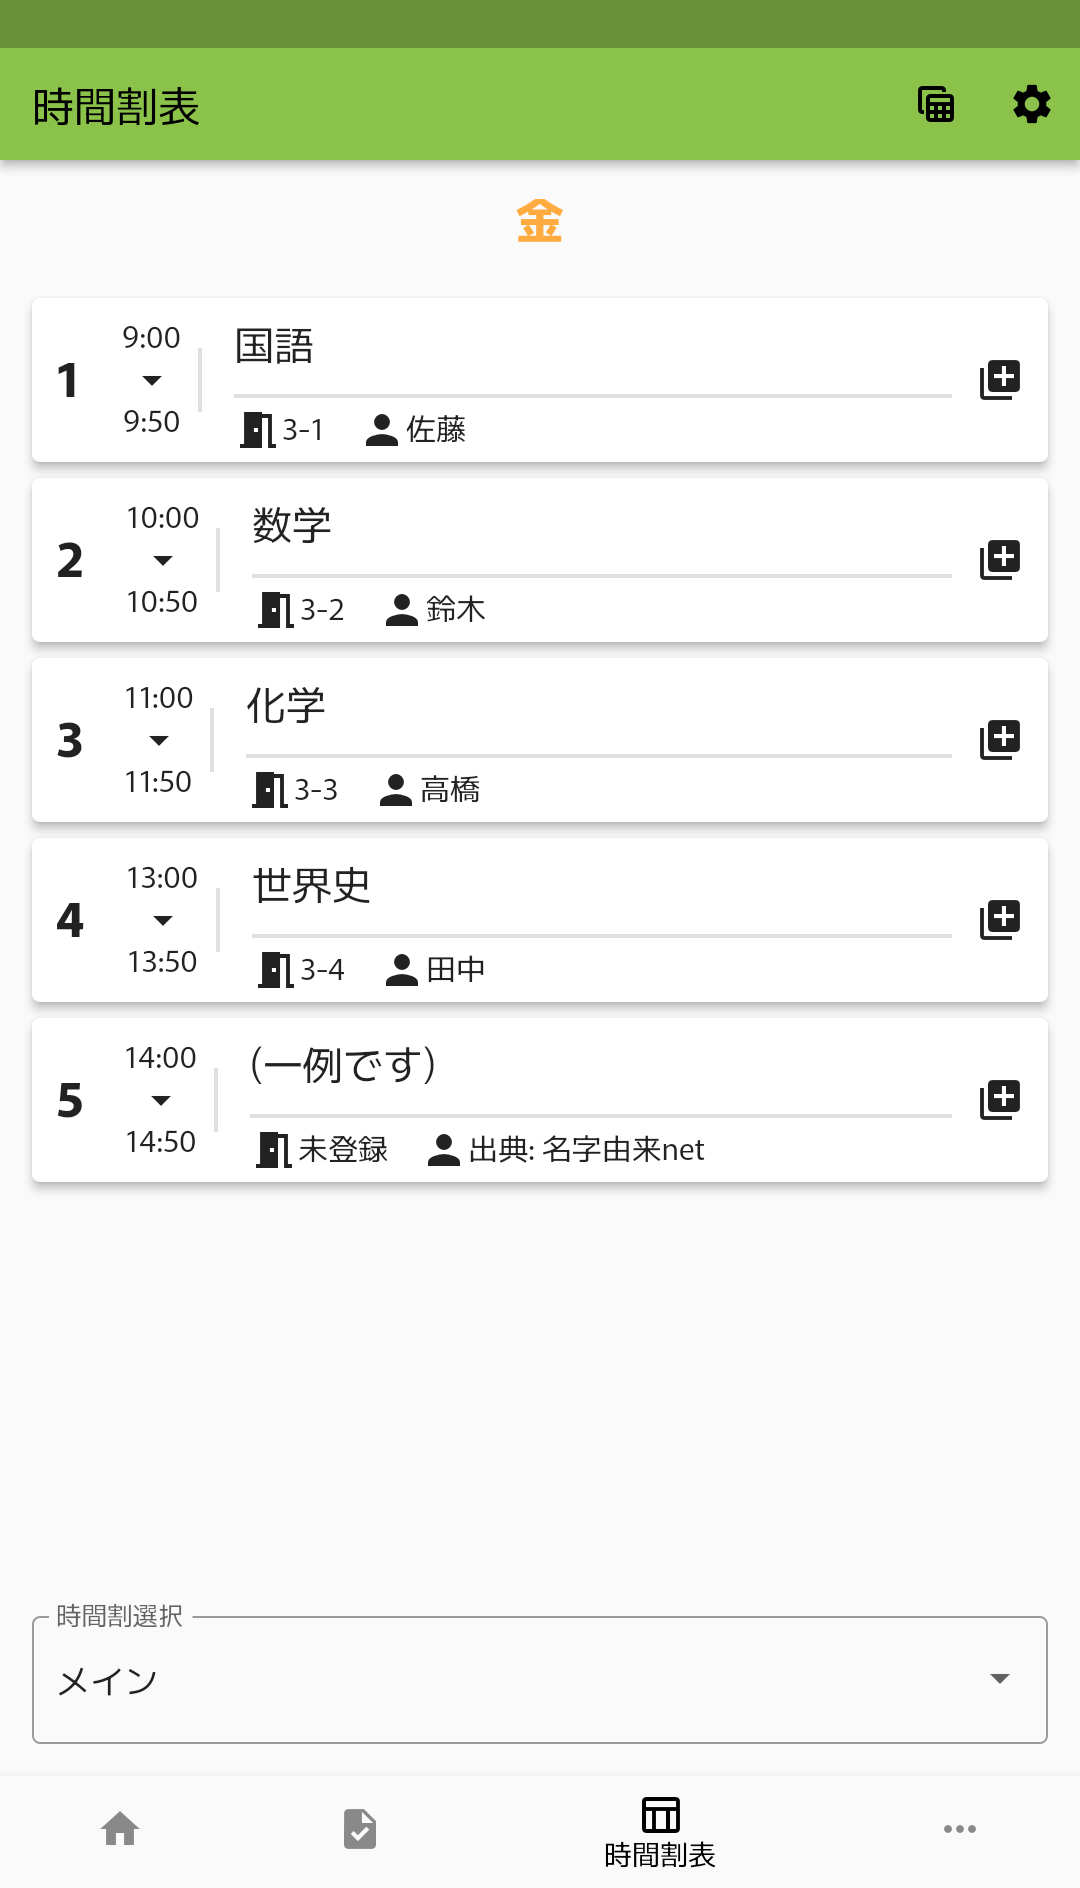 時間割表
金
1
9:00
9:50
国語
3-1 佐藤
2
10:00
10:50
数学
3-2 鈴木
3
11:00
11:50
化学
3-3 高橋
4
13:00
13:50
世界史
3-4 田中
5
14:00
14:50
(一例です)
未登録 出典: 名字由来net
時間割選択
メイン
時間割表